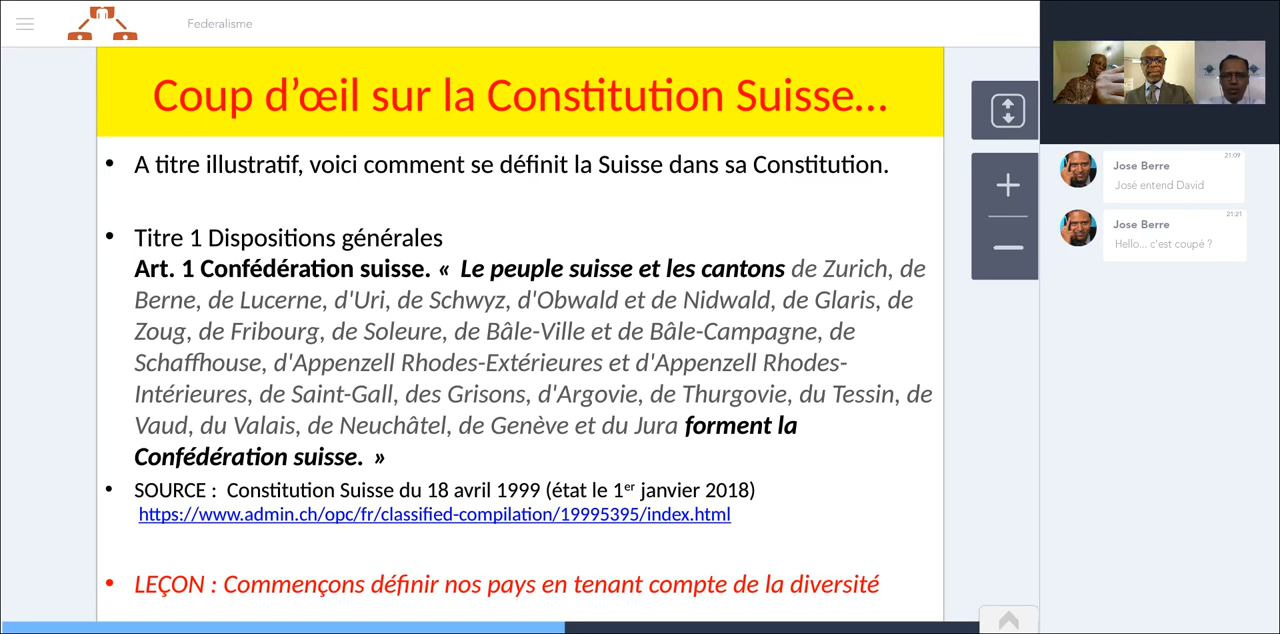 Federalisme
Coup d’œil sur la Constitution Suisse…
• A titre illustratif, voici comment se définit la Suisse dans sa Constitution.
• Titre 1 Dispositions générales
Art. 1 Confédération suisse. « Le peuple suisse et les cantons de Zurich, de
Berne, de Lucerne, d'Uri, de Schwyz, d'Obwald et de Nidwald, de Glaris, de
Zoug, de Fribourg, de Soleure, de Bâle-Ville et de Bâle-Campagne, de
Schaffhouse, d'Appenzell Rhodes-Extérieures et d'Appenzell Rhodes-
Intérieures, de Saint-Gall, des Grisons, d'Argovie, de Thurgovie, du Tessin, de
Vaud, du Valais, de Neuchâtel, de Genève et du Jura forment la
Confédération suisse. »
• SOURCE : Constitution Suisse du 18 avril 1999 (état le 1er janvier 2018)
https://www.admin.ch/opc/fr/classified-compilation/19995395/index.html
• LEÇON : Commençons définir nos pays en tenant compte de la diversité
21:09
Jose Berre
José entend David
21:21
Jose Berre
Hello... c'est coupé ?